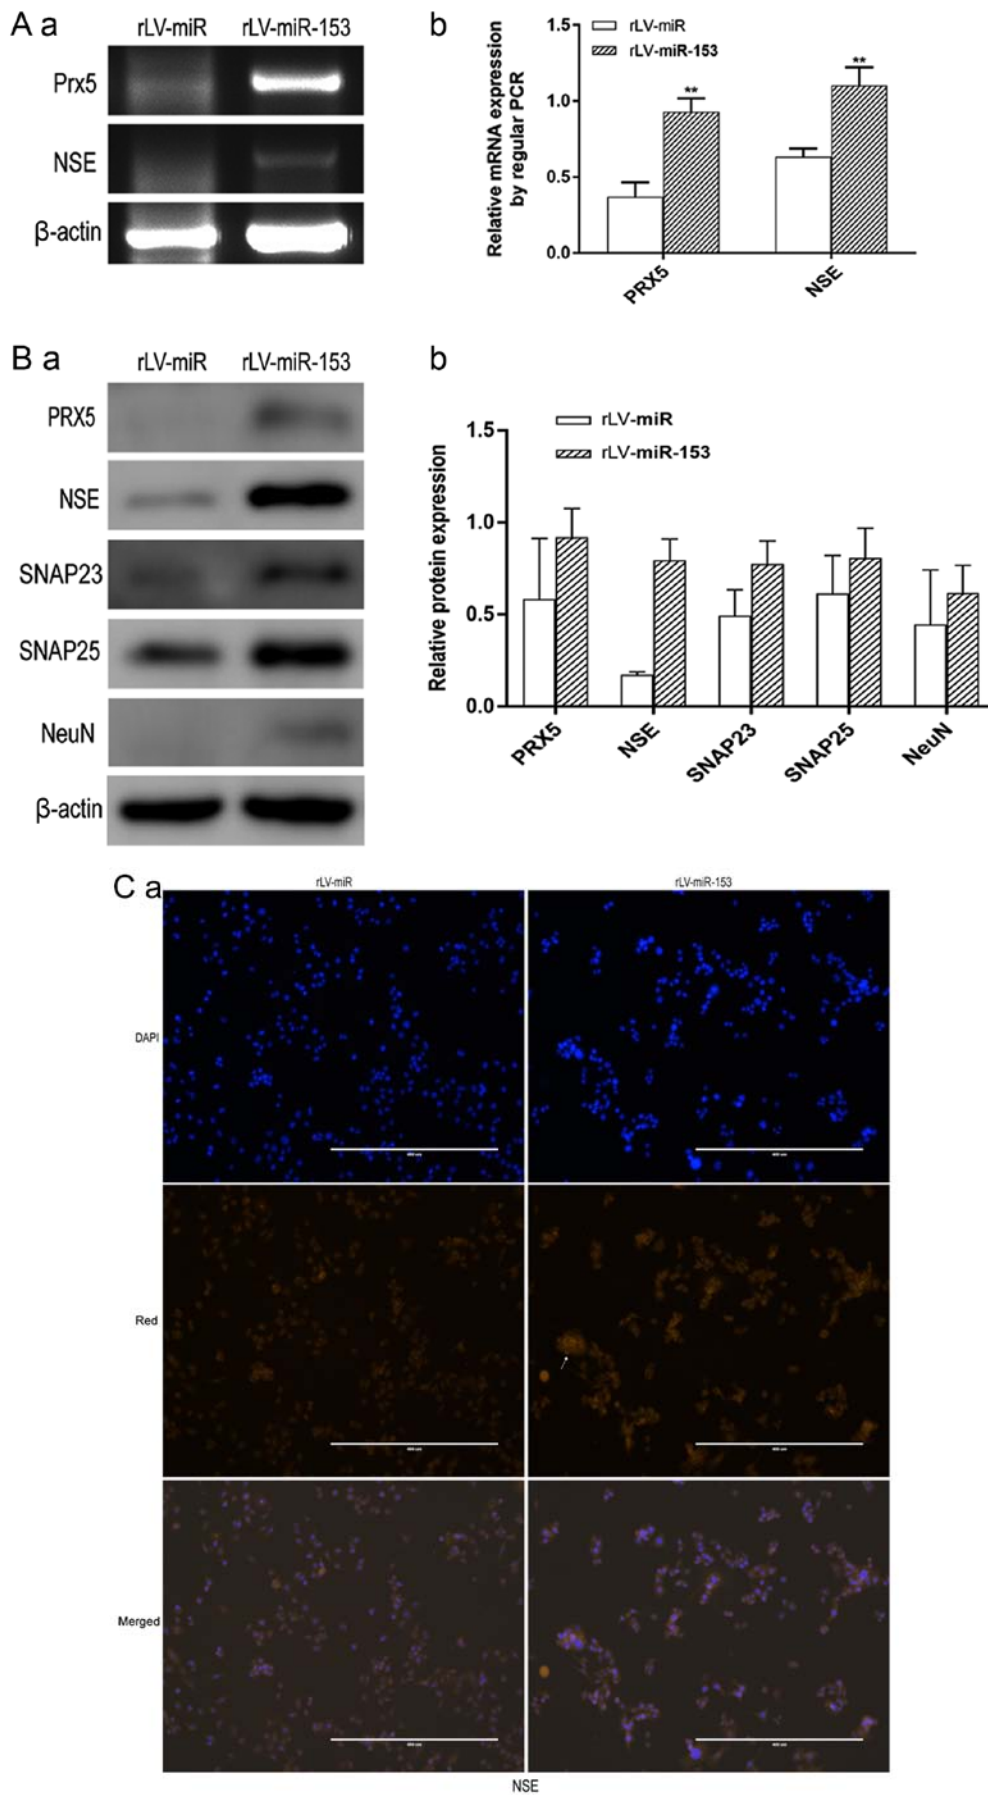 A a
rLV-miR rLV-miR-153
Prx5
NSE
β-actin
b
rLV-miR
rLV-miR-153
Relative mRNA expression
by regular PCR
1.5
1.0
0.5
0.0
**
**
PRX5
NSE
B a
rLV-miR rLV-miR-153
PRX5
NSE
SNAP23
SNAP25
NeuN
β-actin
b
rLV-miR
rLV-miR-153
Relative protein expression
1.5
1.0
0.5
0.0
PRX5
NSE
SNAP23
SNAP25
NeuN
C a
rLV-miR
rLV-miR-153
DAPI
Red
Merged
NSE